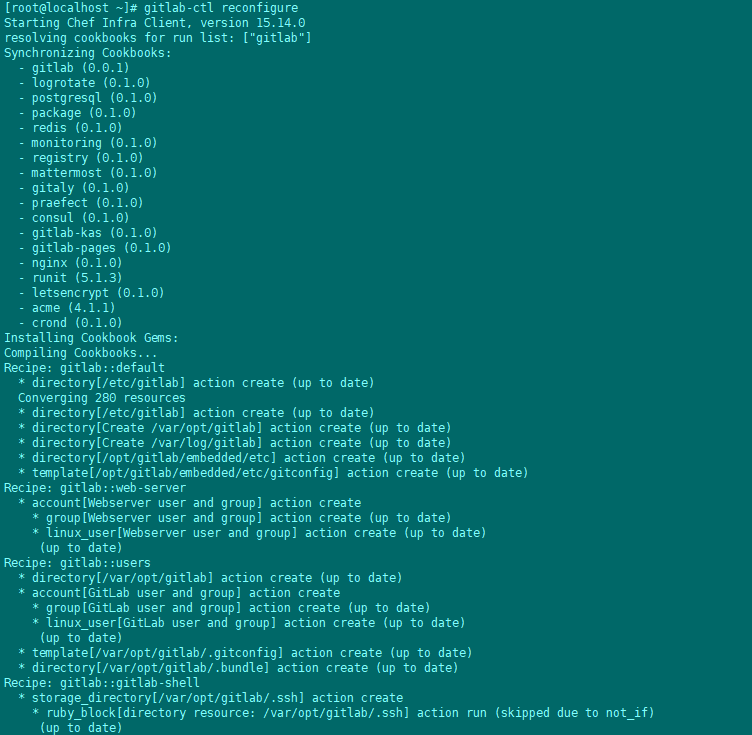 [root@localhost ~]# gitlab-ctl reconfigure
Starting Chef Infra Client, version 15.14.0
resolving cookbooks for run list: ["gitlab"]
Synchronizing Cookbooks:
  - gitlab (0.0.1)
  - logrotate (0.1.0)
  - postgresql (0.1.0)
  - package (0.1.0)
  - redis (0.1.0)
  - monitoring (0.1.0)
  - registry (0.1.0)
  - mattermost (0.1.0)
  - gitaly (0.1.0)
  - praefect (0.1.0)
  - consul (0.1.0)
  - gitlab-kas (0.1.0)
  - gitlab-pages (0.1.0)
  - nginx (0.1.0)
  - runit (5.1.3)
  - letsencrypt (0.1.0)
  - acme (4.1.1)
  - crond (0.1.0)
Installing Cookbook Gems:
Compiling Cookbooks...
Recipe: gitlab::default
  * directory[/etc/gitlab] action create (up to date)
  Converging 280 resources
  * directory[/etc/gitlab] action create (up to date)
  * directory[Create /var/opt/gitlab] action create (up to date)
  * directory[Create /var/log/gitlab] action create (up to date)
  * directory[/opt/gitlab/embedded/etc] action create (up to date)
  * template[/opt/gitlab/embedded/etc/gitconfig] action create (up to date)
Recipe: gitlab::web-server
  * account[Webserver user and group] action create
    * group[Webserver user and group] action create (up to date)
    * linux_user[Webserver user and group] action create (up to date)
     (up to date)
Recipe: gitlab::users
  * directory[/var/opt/gitlab] action create (up to date)
  * account[GitLab user and group] action create
    * group[GitLab user and group] action create (up to date)
    * linux_user[GitLab user and group] action create (up to date)
     (up to date)
  * template[/var/opt/gitlab/.gitconfig] action create (up to date)
  * directory[/var/opt/gitlab/.bundle] action create (up to date)
Recipe: gitlab::gitlab-shell
  * storage_directory[/var/opt/gitlab/.ssh] action create
    * ruby_block[directory resource: /var/opt/gitlab/.ssh] action run (skipped due to not_if)
     (up to date)